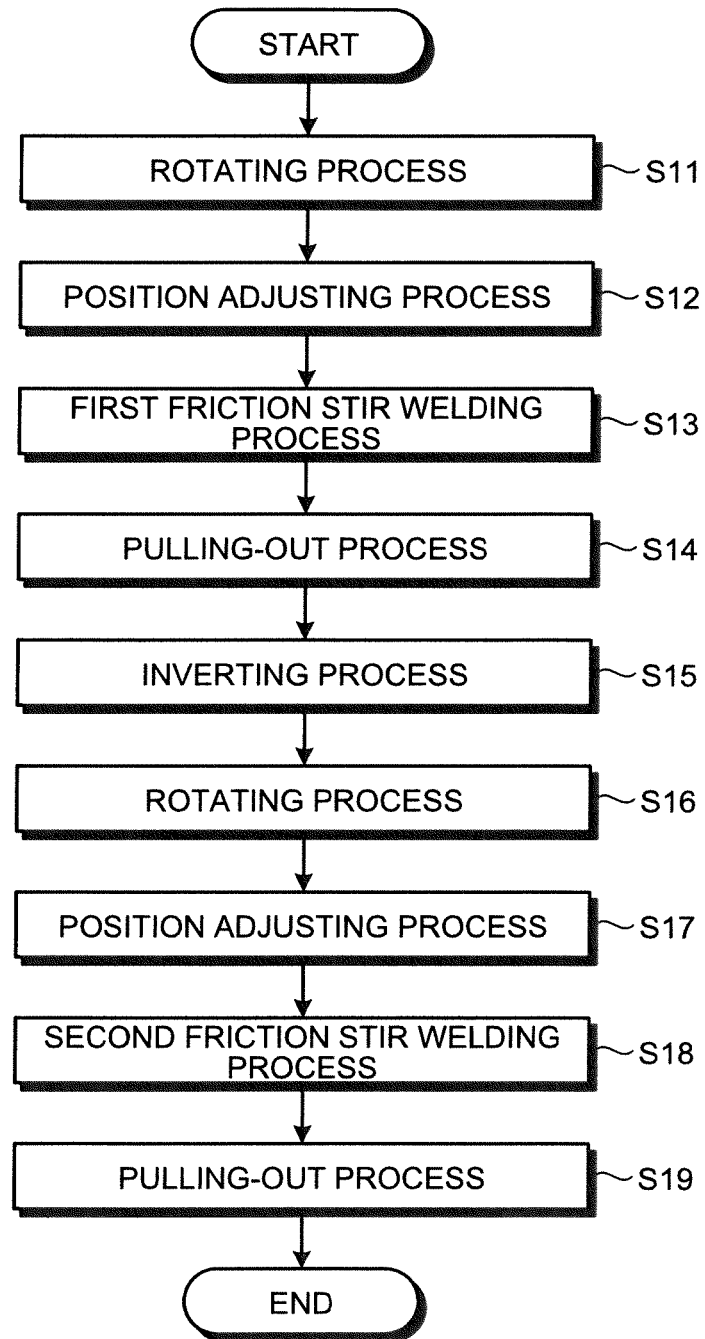 START
ROTATING PROCESS
S11
POSITION ADJUSTING PROCESS
S12
FIRST FRICTION STIR WELDING
PROCESS
S13
PULLING-OUT PROCESS
S14
INVERTING PROCESS
S15
ROTATING PROCESS
S16
POSITION ADJUSTING PROCESS
S17
SECOND FRICTION STIR WELDING
PROCESS
S18
PULLING-OUT PROCESS
S19
END